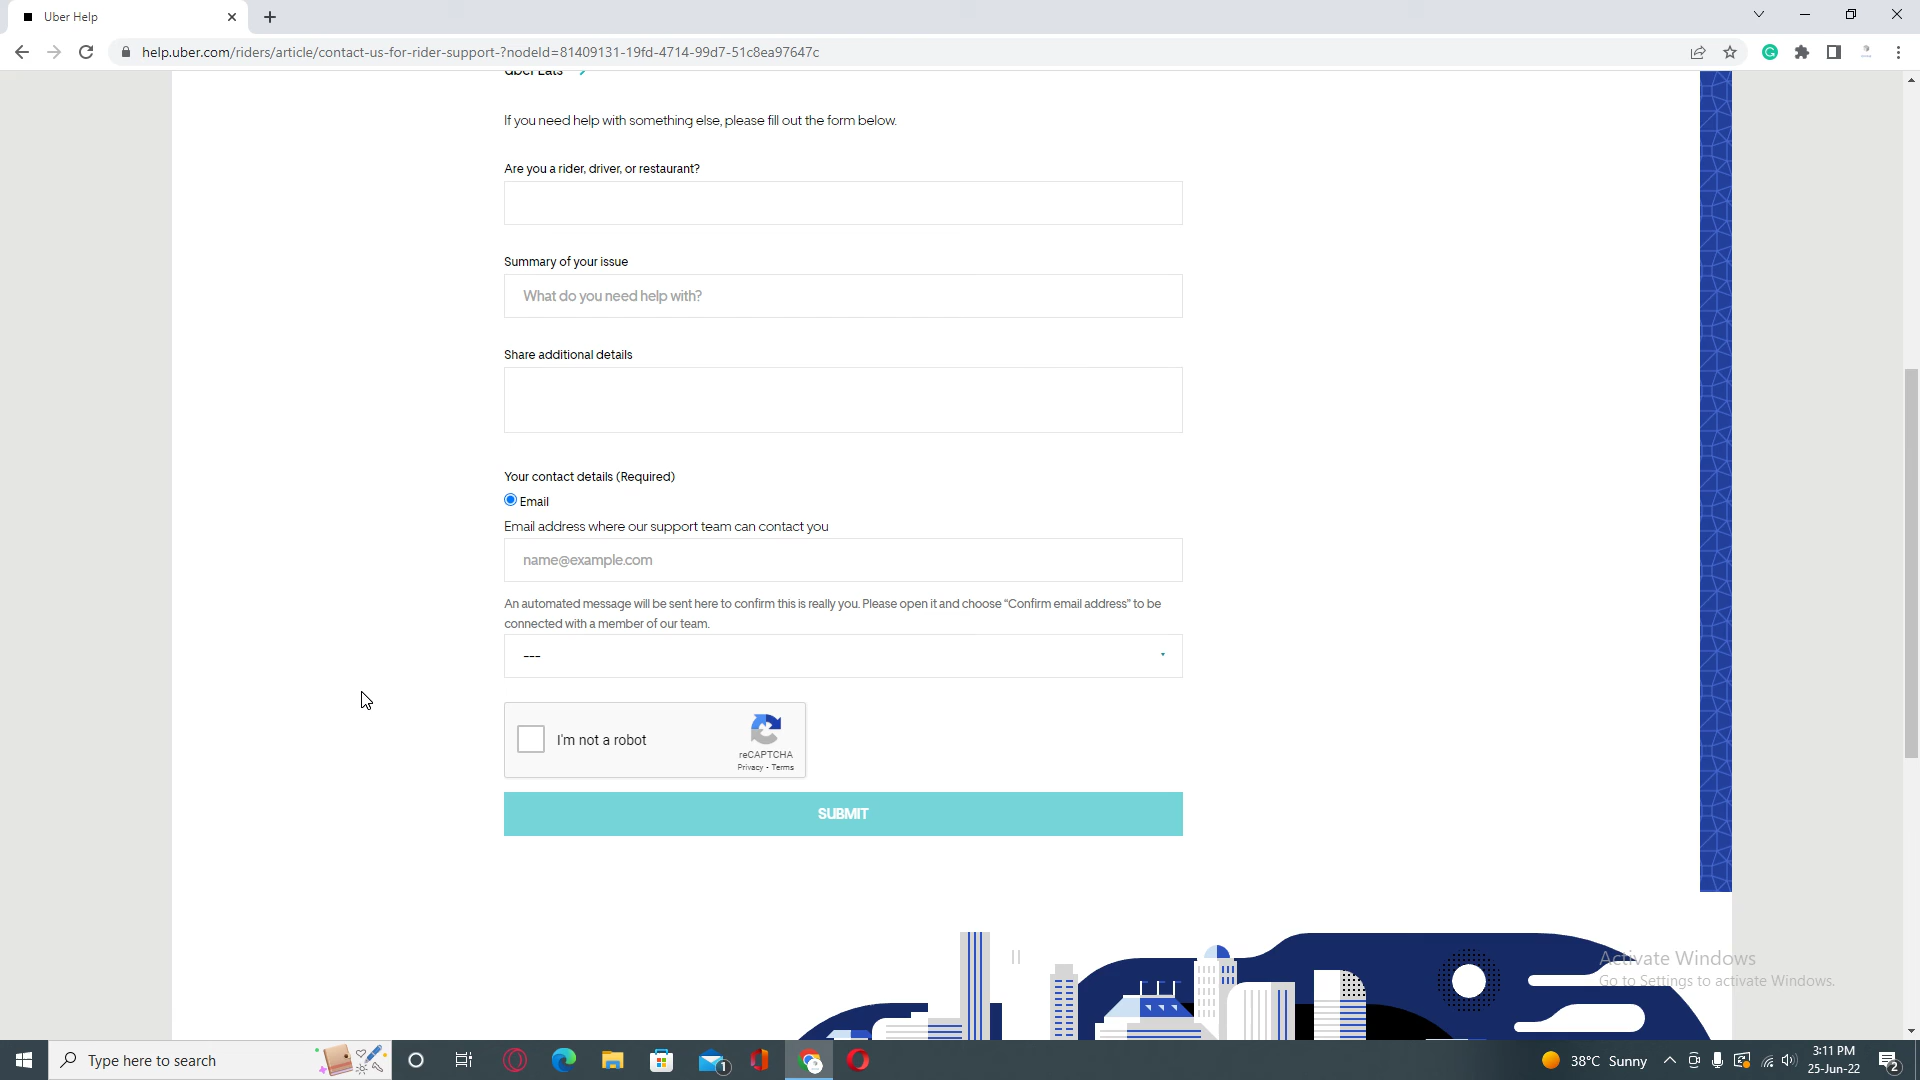 Uber Help
help.uber.com/riders/article/contact-us-for-rider-support-?nodeId=81409131-19fd-4714-99d7-51c8ea97647c
Uber Eats
If you need help with something else, please fill out the form below.
Are you a rider, driver, or restaurant?
Summary of your issue
What do you need help with?
Share additional details
Your contact details (Required)
Email
Email address where our support team can contact you
name@example.com
An automated message will be sent here to confirm this is really you. Please open it and choose “Confirm email address” to be
connected with a member of our team.
---
I'm not a robot
reCAPTCHA
Privacy - Terms
SUBMIT
Activate Windows
Go to Settings to activate Windows.
Type here to search
1
38°C Sunny
3:11 PM
25-Jun-22
2